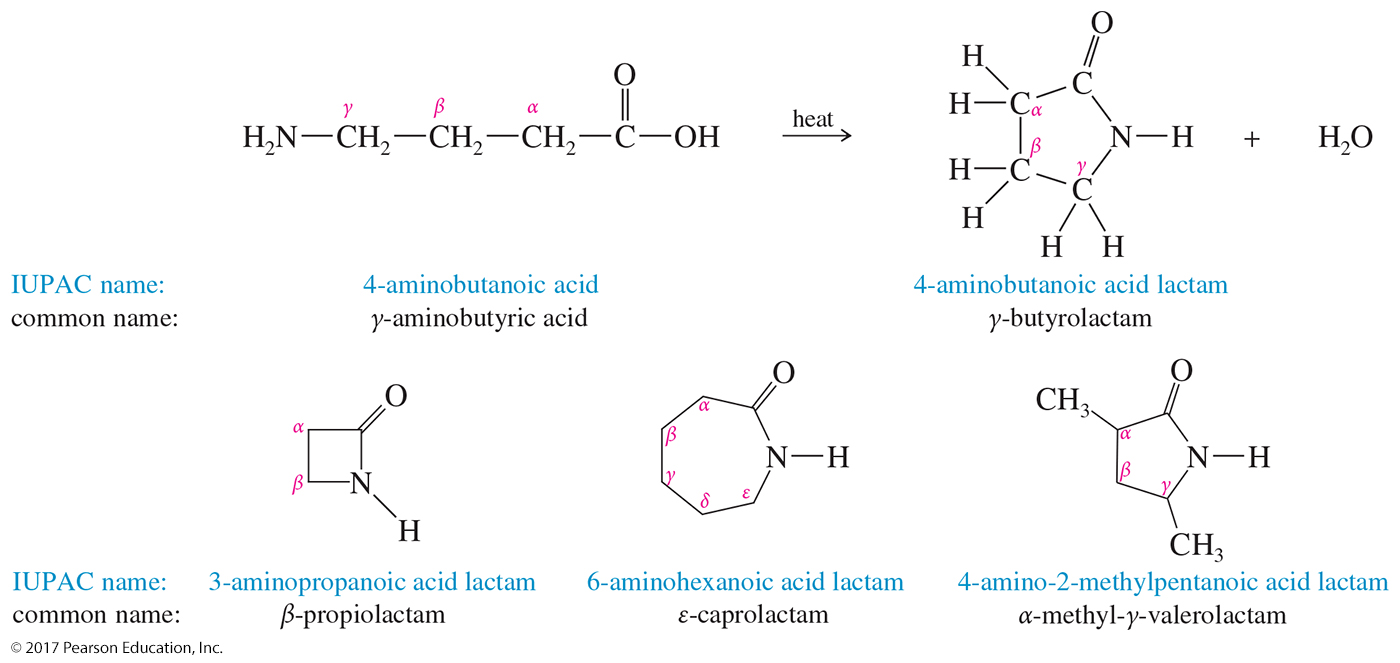 O
γ β α
H₂N—CH₂—CH₂—CH₂—C—OH
heat
O
H
C
H—C α
β
H—C
γ
C
N—H
H
H H
+ H₂O
IUPAC name: 4-aminobutanoic acid 4-aminobutanoic acid lactam
common name: γ-aminobutyric acid γ-butyrolactam
O
α
β
N
H
O
α
β
γ
δ
ε
N—H
O
CH₃
α
β
γ
N—H
CH₃
IUPAC name: 3-aminopropanoic acid lactam 6-aminohexanoic acid lactam 4-amino-2-methylpentanoic acid lactam
common name: β-propiolactam ε-caprolactam α-methyl-γ-valerolactam
© 2017 Pearson Education, Inc.